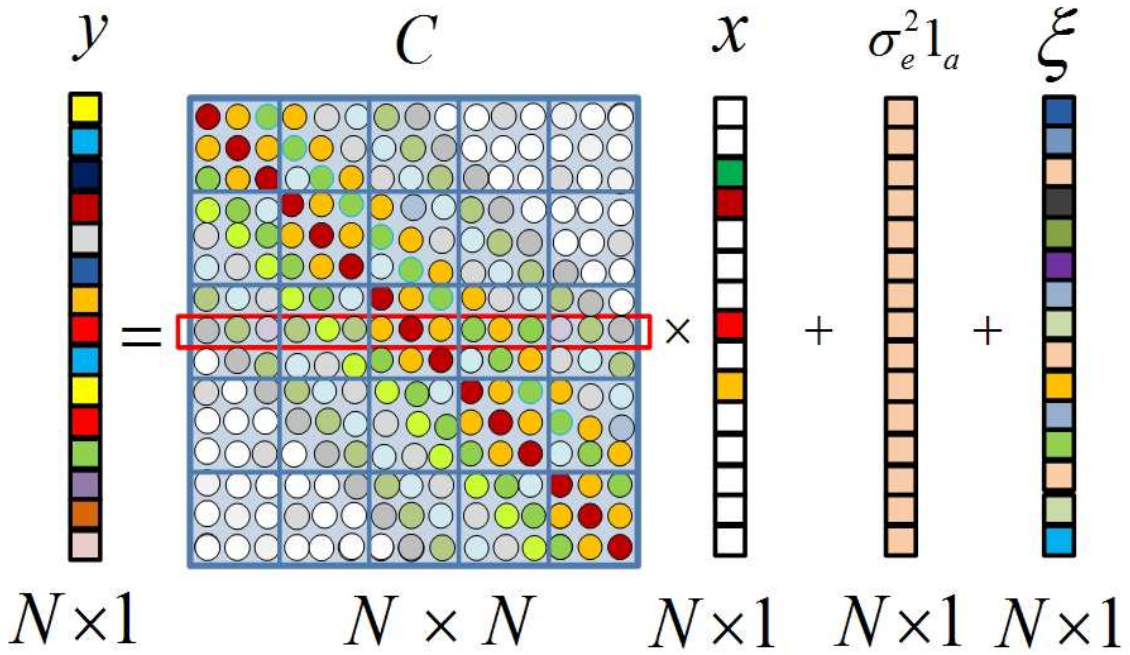 y = C × x + σ_e^2 1_a + ξ
N×1 N × N N×1 N×1 N×1